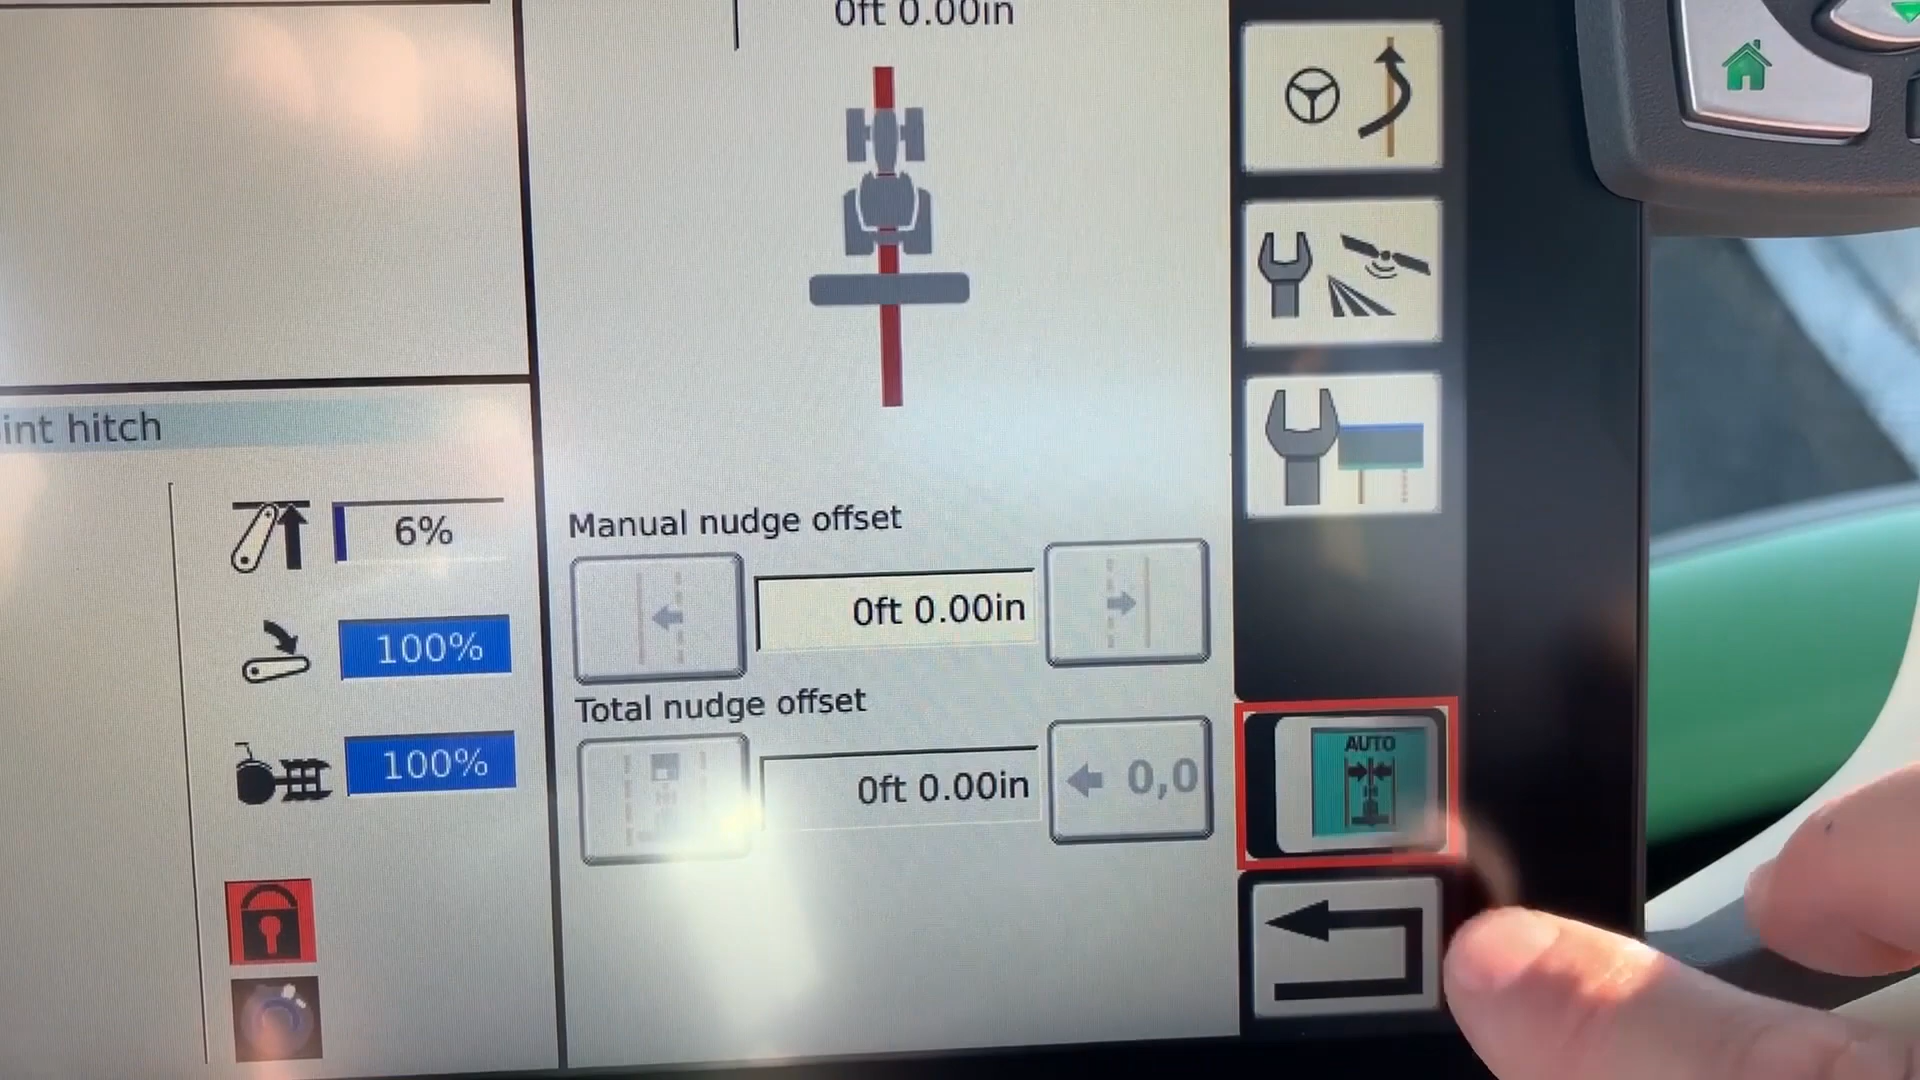 0ft 0.00in
int hitch
6%
100%
100%
Manual nudge offset
0ft 0.00in
Total nudge offset
0ft 0.00in
0,0
AUTO